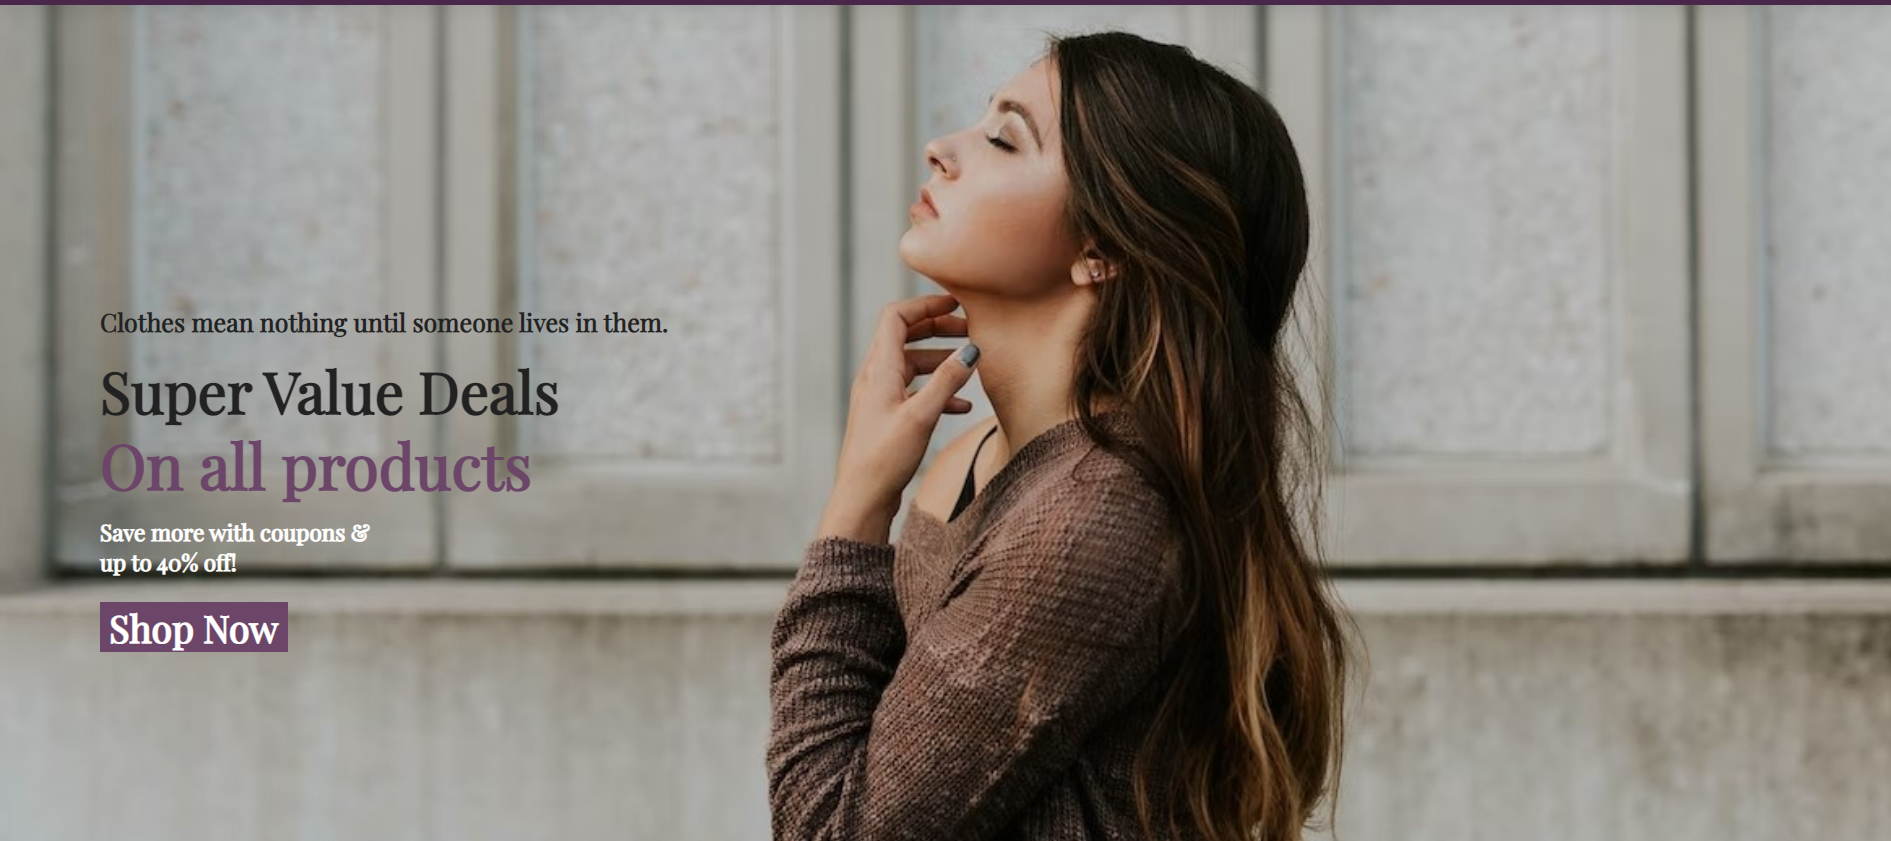 Clothes mean nothing until someone lives in them.
Super Value Deals
On all products
Save more with coupons &
up to 40% off!
Shop Now